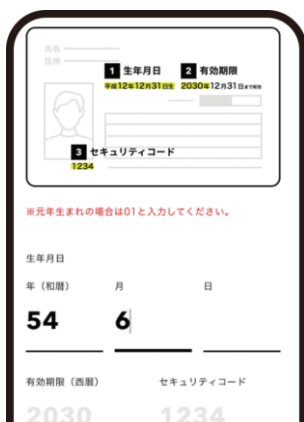 氏名
住所
1 生年月日 2 有効期限
平成12年12月31日生 2030年12月31日まで有効
3 セキュリティコード
1234
※元年生まれの場合は01と入力してください。
生年月日
年（和暦） 月 日
54 6
有効期限（西暦） セキュリティコード
2030 1234